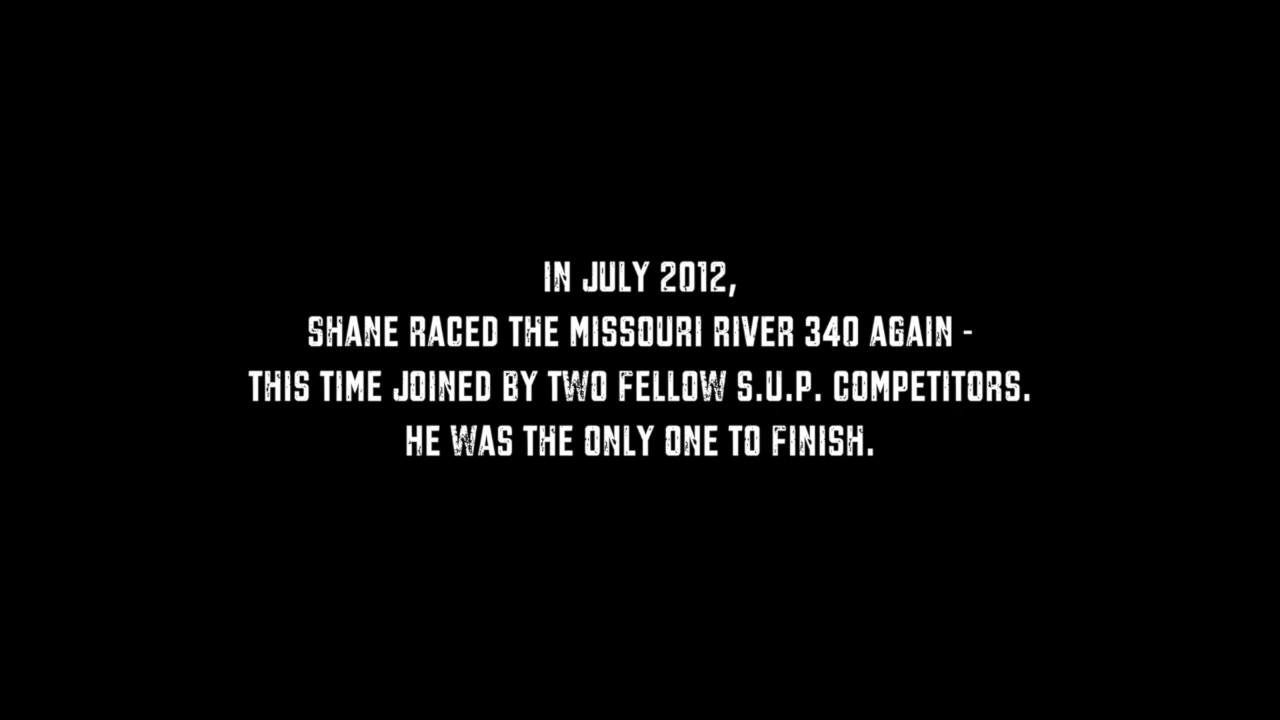 IN JULY 2012,
SHANE RACED THE MISSOURI RIVER 340 AGAIN -
THIS TIME JOINED BY TWO FELLOW S.U.P. COMPETITORS.
HE WAS THE ONLY ONE TO FINISH.